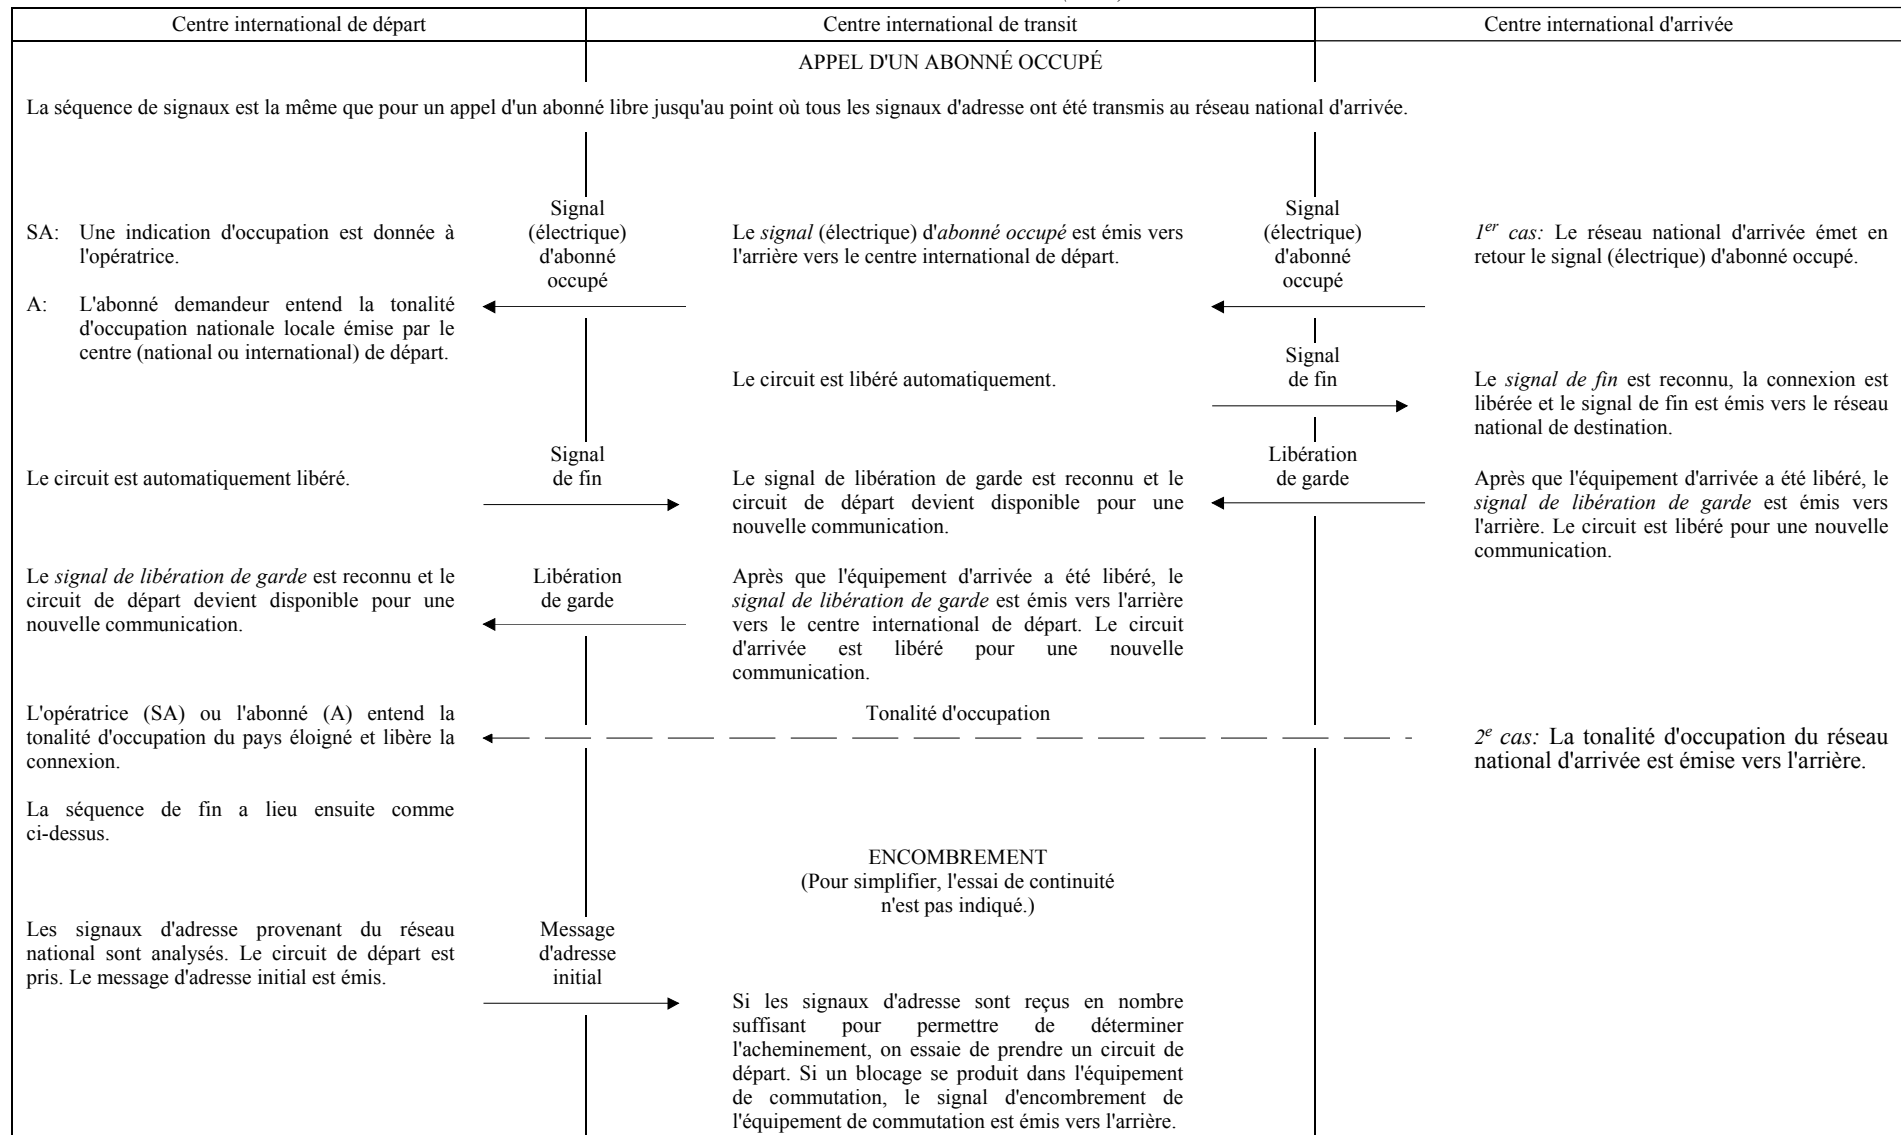 Centre international de départ
Centre international de transit
Centre international d'arrivée
APPEL D'UN ABONNÉ OCCUPÉ
La séquence de signaux est la même que pour un appel d'un abonné libre jusqu'au point où tous les signaux d'adresse ont été transmis au réseau national d'arrivée.
SA: Une indication d'occupation est donnée à
l'opératrice.
A: L'abonné demandeur entend la tonalité
d'occupation nationale locale émise par le
centre (national ou international) de départ.
Signal
(électrique)
d'abonné
occupé
Le signal (électrique) d'abonné occupé est émis vers
l'arrière vers le centre international de départ.
Signal
(électrique)
d'abonné
occupé
1er cas: Le réseau national d'arrivée émet en
retour le signal (électrique) d'abonné occupé.
Le circuit est libéré automatiquement.
Signal
de fin
Le signal de fin est reconnu, la connexion est
libérée et le signal de fin est émis vers le réseau
national de destination.
Le circuit est automatiquement libéré.
Signal
de fin
Le signal de libération de garde est reconnu et le
circuit de départ devient disponible pour une
nouvelle communication.
Libération
de garde
Après que l'équipement d'arrivée a été libéré, le
signal de libération de garde est émis vers
l'arrière. Le circuit est libéré pour une nouvelle
communication.
Le signal de libération de garde est reconnu et le
circuit de départ devient disponible pour une
nouvelle communication.
Libération
de garde
Après que l'équipement d'arrivée a été libéré, le
signal de libération de garde est émis vers l'arrière
vers le centre international de départ. Le circuit
d'arrivée est libéré pour une nouvelle
communication.
L'opératrice (SA) ou l'abonné (A) entend la
tonalité d'occupation du pays éloigné et libère la
connexion.
Tonalité d'occupation
2e cas: La tonalité d'occupation du réseau
national d'arrivée est émise vers l'arrière.
La séquence de fin a lieu ensuite comme
ci-dessus.
ENCOMBREMENT
(Pour simplifier, l'essai de continuité
n'est pas indiqué.)
Les signaux d'adresse provenant du réseau
national sont analysés. Le circuit de départ est
pris. Le message d'adresse initial est émis.
Message
d'adresse
initial
Si les signaux d'adresse sont reçus en nombre
suffisant pour permettre de déterminer
l'acheminement, on essaie de prendre un circuit de
départ. Si un blocage se produit dans l'équipement
de commutation, le signal d'encombrement de
l'équipement de commutation est émis vers l'arrière.